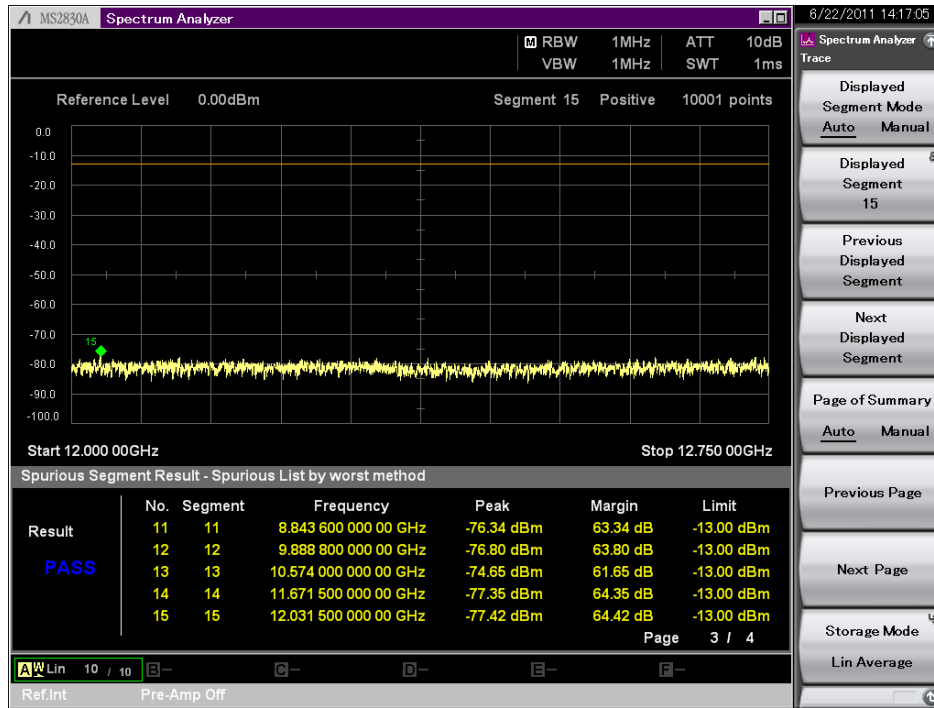 MS2830A Spectrum Analyzer
6/22/2011 14:17:05
M RBW 1MHz ATT 10dB
VBW 1MHz SWT 1ms
Reference Level 0.00dBm Segment 15 Positive 10001 points
0.0
-10.0
-20.0
-30.0
-40.0
-50.0
-60.0
-70.0
-80.0
-90.0
-100.0
15
Start 12.000 00GHz Stop 12.750 00GHz
Spurious Segment Result - Spurious List by worst method
No. Segment Frequency Peak Margin Limit
Result
PASS
11 11 8.843 600 000 00 GHz -76.34 dBm 63.34 dB -13.00 dBm
12 12 9.888 800 000 00 GHz -76.80 dBm 63.80 dB -13.00 dBm
13 13 10.574 000 000 00 GHz -74.65 dBm 61.65 dB -13.00 dBm
14 14 11.671 500 000 00 GHz -77.35 dBm 64.35 dB -13.00 dBm
15 15 12.031 500 000 00 GHz -77.42 dBm 64.42 dB -13.00 dBm
Page 3 / 4
A W Lin 10 / 10 B- C- D- E- F-
Ref.Int Pre-Amp Off
Spectrum Analyzer
Trace
Displayed
Segment Mode
Auto Manual
Displayed
Segment
15
Previous
Displayed
Segment
Next
Displayed
Segment
Page of Summary
Auto Manual
Previous Page
Next Page
Storage Mode
Lin Average